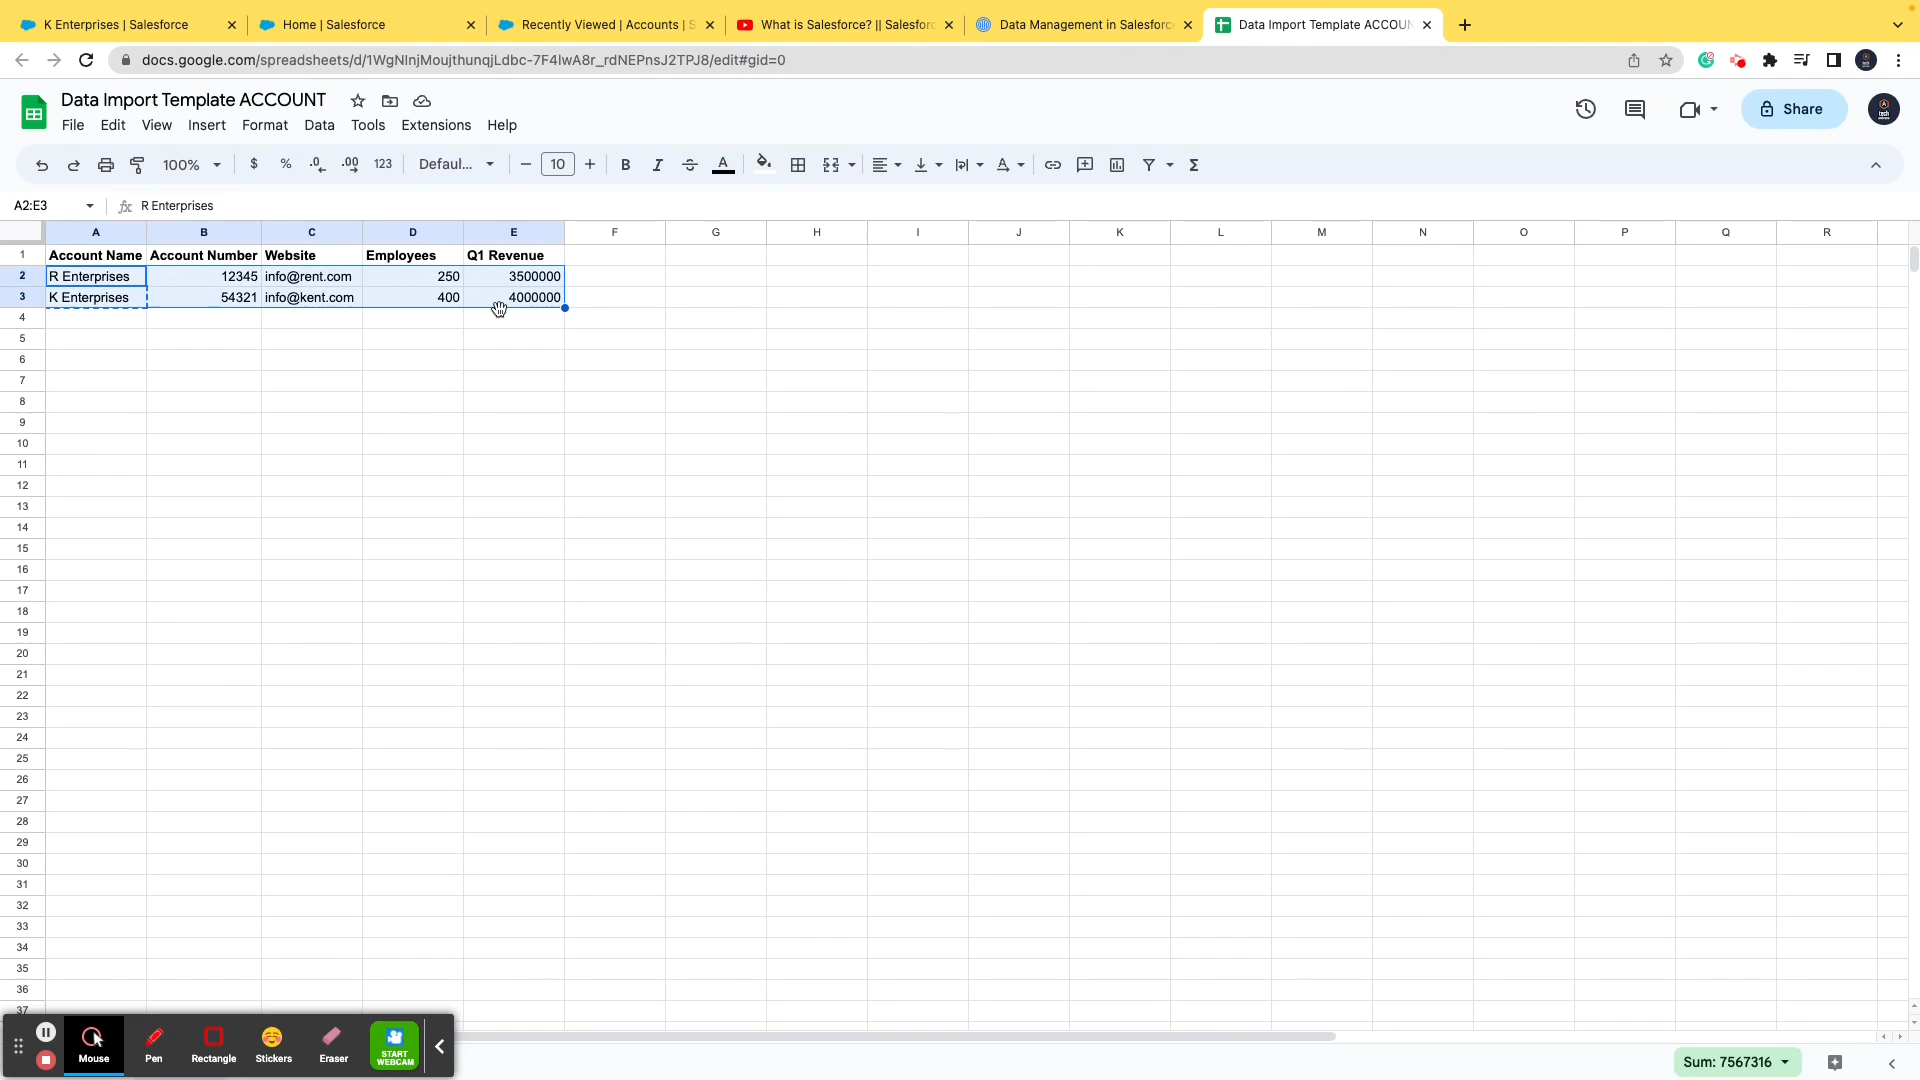 K Enterprises | Salesforce
Home | Salesforce
Recently Viewed | Accounts | S
What is Salesforce? || Salesforc
Data Management in Salesforc
Data Import Template ACCOUN
docs.google.com/spreadsheets/d/1WgNlnjMoujthunqjLdbc-7F4lwA8r_rdNEPnsJ2TPJ8/edit#gid=0
Data Import Template ACCOUNT
File Edit View Insert Format Data Tools Extensions Help
Share
100% $ % .0 .00 123 Defaul... 10 B I S A Σ
A2:E3 fx R Enterprises
A B C D E F G H I J K L M N O P Q R
1 Account Name Account Number Website Employees Q1 Revenue
2 R Enterprises 12345 info@rent.com 250 3500000
3 K Enterprises 54321 info@kent.com 400 4000000
4
5
6
7
8
9
10
11
12
13
14
15
16
17
18
19
20
21
22
23
24
25
26
27
28
29
30
31
32
33
34
35
36
37
Mouse Pen Rectangle Stickers Eraser START WEBCAM
Sum: 7567316